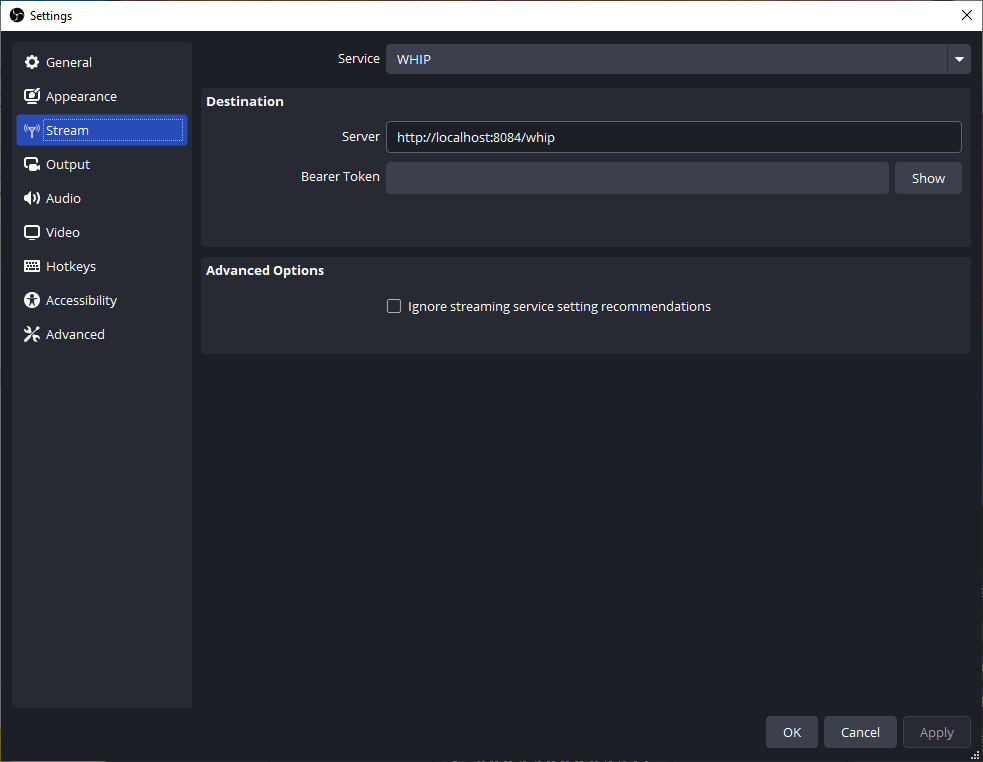 Settings
General
Appearance
Stream
Output
Audio
Video
Hotkeys
Accessibility
Advanced
Service WHIP
Destination
Server http://localhost:8084/whip
Bearer Token Show
Advanced Options
Ignore streaming service setting recommendations
OK Cancel Apply